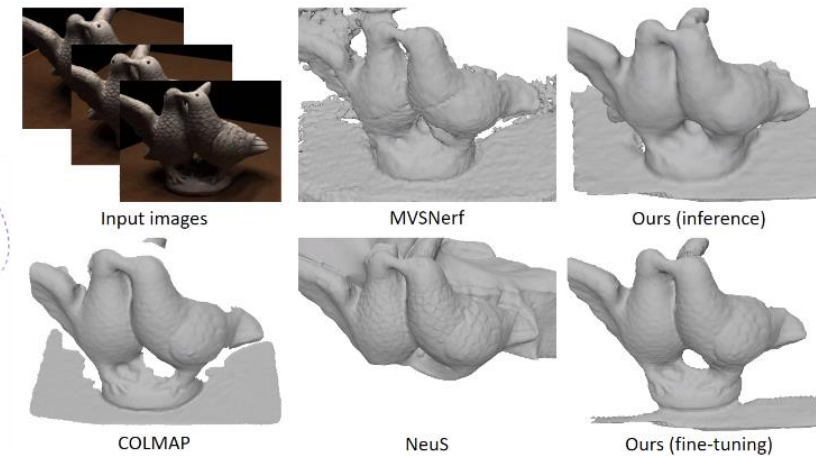 Input images
MVSNerf
Ours (inference)
COLMAP
NeuS
Ours (fine-tuning)